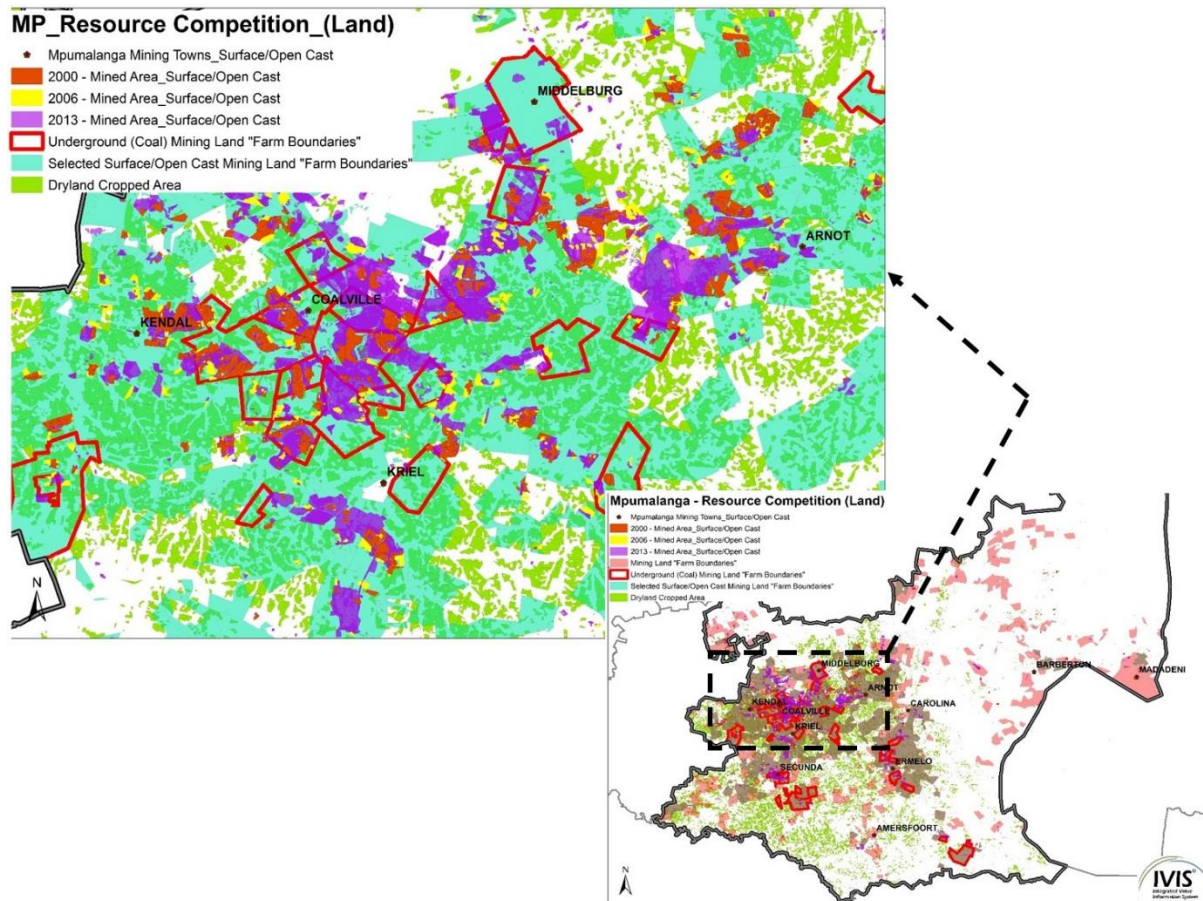 MP_Resource Competition_(Land)
Mpumalanga Mining Towns_Surface/Open Cast
2000 - Mined Area_Surface/Open Cast
2006 - Mined Area_Surface/Open Cast
2013 - Mined Area_Surface/Open Cast
Underground (Coal) Mining Land "Farm Boundaries"
Selected Surface/Open Cast Mining Land "Farm Boundaries"
Dryland Cropped Area
MIDDELBURG
ARNOT
COALVILLE
KENDAL
KRIEL
N
Mpumalanga - Resource Competition (Land)
Mpumalanga Mining Towns_Surface/Open Cast
2000 - Mined Area_Surface/Open Cast
2006 - Mined Area_Surface/Open Cast
2013 - Mined Area_Surface/Open Cast
Mining Land "Farm Boundaries"
Underground (Coal) Mining Land "Farm Boundaries"
Selected Surface/Open Cast Mining Land "Farm Boundaries"
Dryland Cropped Area
MIDDELBURG
BARBERTON
MADADENI
ARNOT
KENDAL
COALVILLE
CAROLINA
KRIEL
SECUNDA
ERMELO
AMERSFOORT
N
IVIS
Integrated Value
Information System